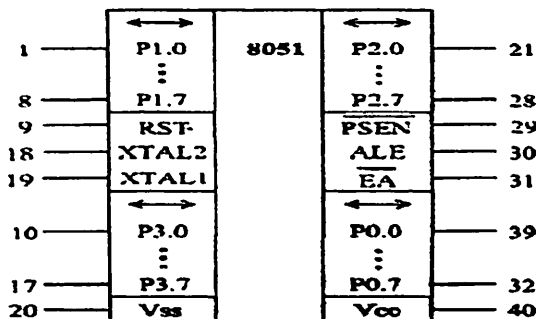 1 P1.0 8051 P2.0 21
8 P1.7 P2.7 28
9 RST PSEN 29
18 XTAL2 ALE 30
19 XTAL1 EA 31
10 P3.0 P0.0 39
17 P3.7 P0.7 32
20 Vss Vcc 40